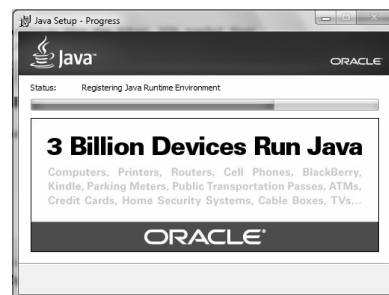 Java Setup - Progress
Java™
ORACLE
Status: Registering Java Runtime Environment
3 Billion Devices Run Java
Computers, Printers, Routers, Cell Phones, BlackBerry,
Kindle, Parking Meters, Public Transportation Passes, ATMs,
Credit Cards, Home Security Systems, Cable Boxes, TVs...
ORACLE®